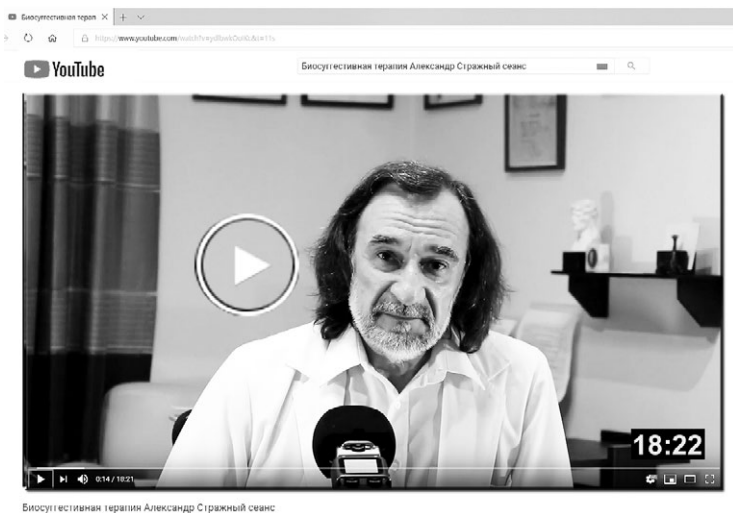 Биосуггестивная терап
https://www.youtube.com
YouTube
Биосуггестивная терапия Александр Стражный сеанс
18:22
0:14 / 18:21
Биосуггестивная терапия Александр Стражный сеанс